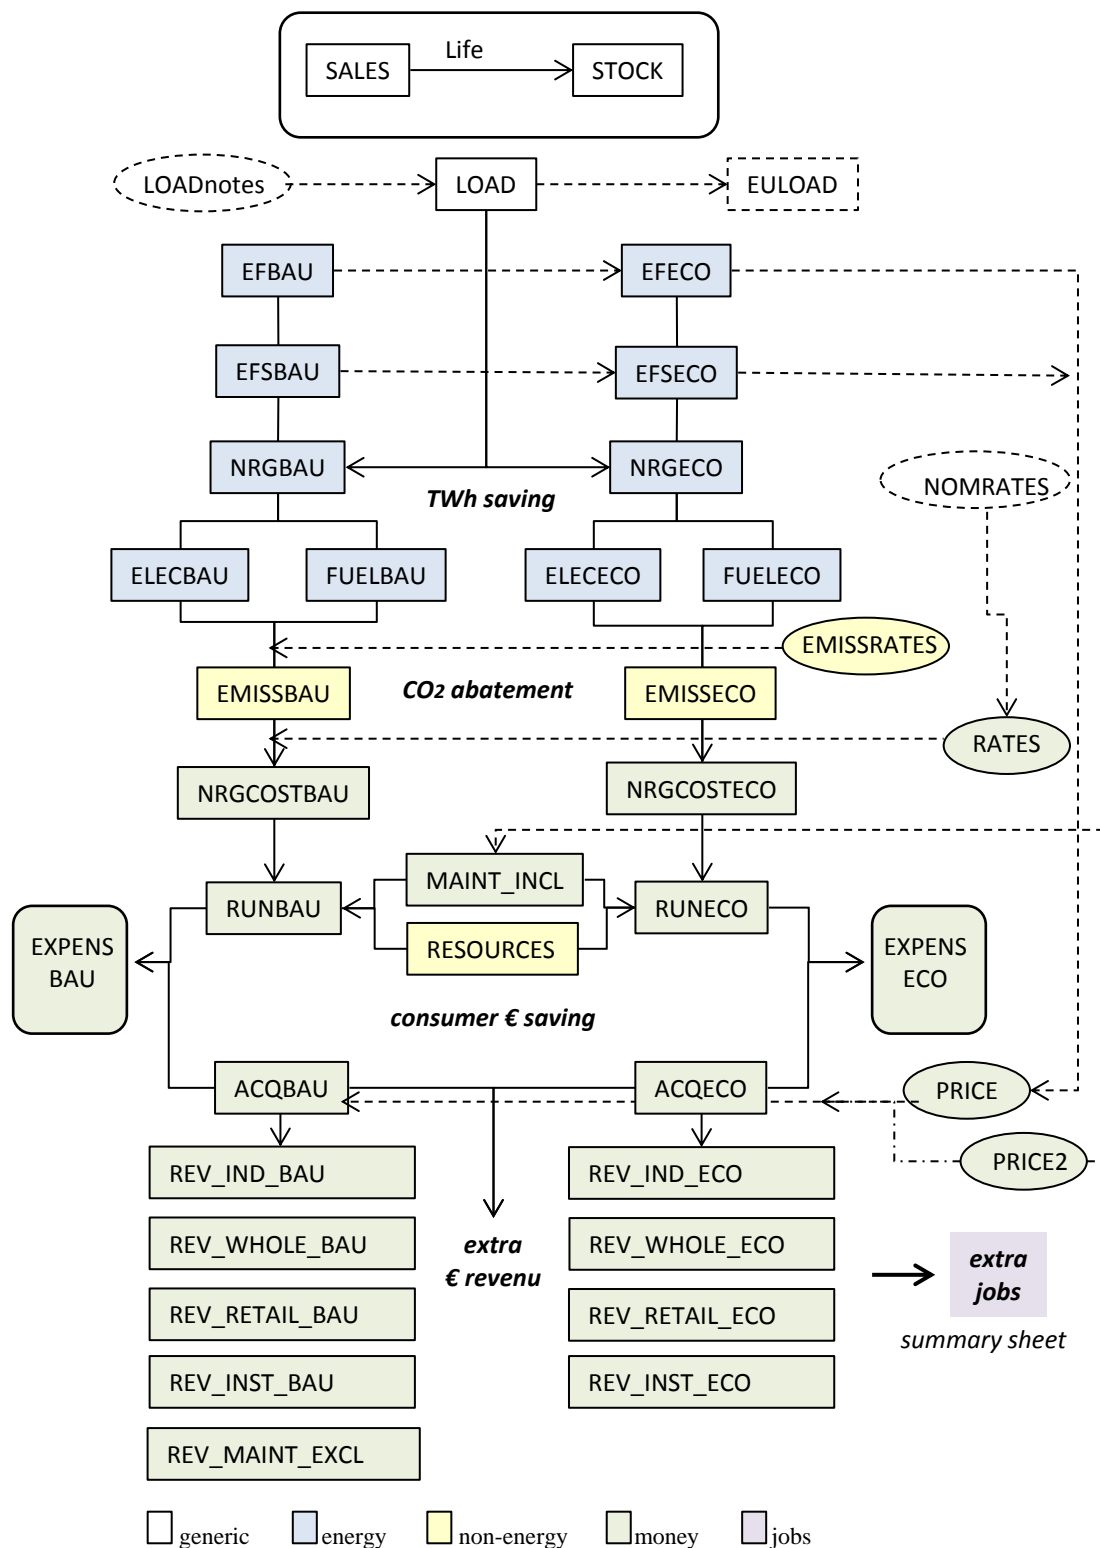 Life
SALES
STOCK
LOADnotes
LOAD
EULOAD
EFBAU
EFECO
EFSBAU
EFSECO
NRGBAU
NRGECO
NOMRATES
TWh saving
ELECBAU
FUELBAU
ELECECO
FUELECO
EMISSRATES
EMISSBAU
CO2 abatement
EMISSECO
RATES
NRGCOSTBAU
NRGCOSTECO
MAINT_INCL
RUNBAU
RUNECO
RESOURCES
EXPENS
BAU
EXPENS
ECO
consumer € saving
ACQBAU
ACQECO
PRICE
PRICE2
REV_IND_BAU
REV_IND_ECO
REV_WHOLE_BAU
extra
€ revenu
REV_WHOLE_ECO
extra
jobs
REV_RETAIL_BAU
REV_RETAIL_ECO
summary sheet
REV_INST_BAU
REV_INST_ECO
REV_MAINT_EXCL
generic
energy
non-energy
money
jobs